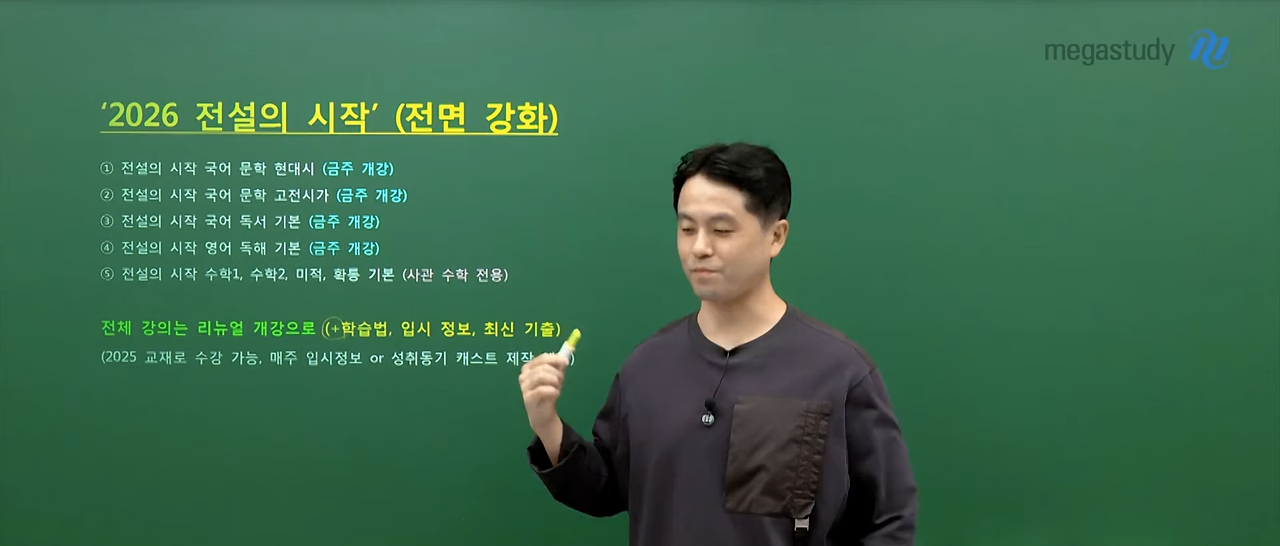 megastudy
‘2026 전설의 시작’ (전면 강화)
① 전설의 시작 국어 문학 현대시 (금주 개강)
② 전설의 시작 국어 문학 고전시가 (금주 개강)
③ 전설의 시작 국어 독서 기본 (금주 개강)
④ 전설의 시작 영어 독해 기본 (금주 개강)
⑤ 전설의 시작 수학1, 수학2, 미적, 확통 기본 (사관 수학 전용)
전체 강의는 리뉴얼 개강으로 (+학습법, 입시 정보, 최신 기출)
(2025 교재로 수강 가능, 매주 입시정보 or 성취동기 캐스트 제작